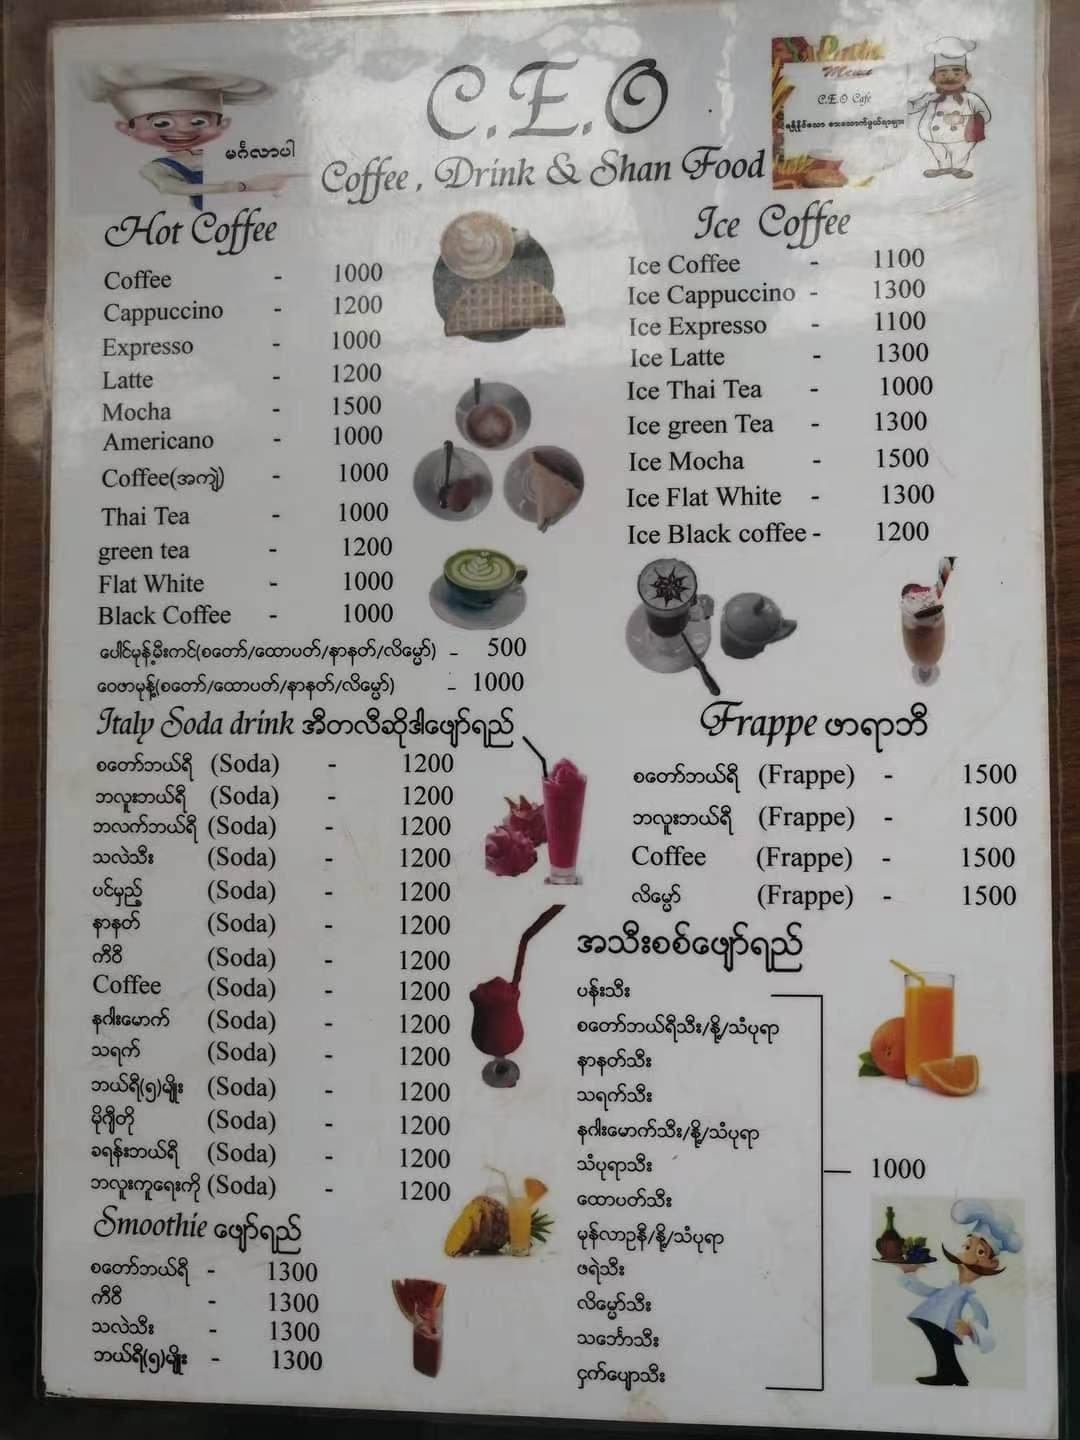 C.E.O
Coffee, Drink & Shan Food
မင်္ဂလာပါ
Menu
C.E.O Cafe
Hot Coffee
Coffee - 1000
Cappuccino - 1200
Expresso - 1000
Latte - 1200
Mocha - 1500
Americano - 1000
Coffee(အကျဲ) - 1000
Thai Tea - 1000
green tea - 1200
Flat White - 1000
Black Coffee - 1000
ပေါင်မုန့်မီးကင်(စတော်/ထောပတ်/နာနတ်/လိမ္မော်) - 500
ဝေဖာမုန့်(စတော်/ထောပတ်/နာနတ်/လိမ္မော်) - 1000
Ice Coffee
Ice Coffee - 1100
Ice Cappuccino - 1300
Ice Expresso - 1100
Ice Latte - 1300
Ice Thai Tea - 1000
Ice green Tea - 1300
Ice Mocha - 1500
Ice Flat White - 1300
Ice Black coffee - 1200
Italy Soda drink အီတလီဆိုဒါဖျော်ရည်
စတော်ဘယ်ရီ (Soda) - 1200
ဘလူးဘယ်ရီ (Soda) - 1200
ဘလက်ဘယ်ရီ (Soda) - 1200
သလဲသီး (Soda) - 1200
ပင်မှည့် (Soda) - 1200
နာနတ် (Soda) - 1200
ကီဝီ (Soda) - 1200
Coffee (Soda) - 1200
နဂါးမောက် (Soda) - 1200
သရက် (Soda) - 1200
ဘယ်ရီ(၅)မျိုး (Soda) - 1200
မိုဂျီတို (Soda) - 1200
ခရန်းဘယ်ရီ (Soda) - 1200
ဘလူးကူရေးကို (Soda) - 1200
Smoothie ဖျော်ရည်
စတော်ဘယ်ရီ - 1300
ကီဝီ - 1300
သလဲသီး - 1300
ဘယ်ရီ(၅)မျိုး - 1300
Frappe ဖာရာဘီ
စတော်ဘယ်ရီ (Frappe) - 1500
ဘလူးဘယ်ရီ (Frappe) - 1500
Coffee (Frappe) - 1500
လိမ္မော် (Frappe) - 1500
အသီးစစ်ဖျော်ရည်
ပန်းသီး
စတော်ဘယ်ရီသီး/နို့/သံပုရာ
နာနတ်သီး
သရက်သီး
နဂါးမောက်သီး/နို့/သံပုရာ
သံပုရာသီး
ထောပတ်သီး
မုန်လာဥနီ/နို့/သံပုရာ
ဖရဲသီး
လိမ္မော်သီး
သင်္ဘောသီး
ငှက်ပျောသီး
1000